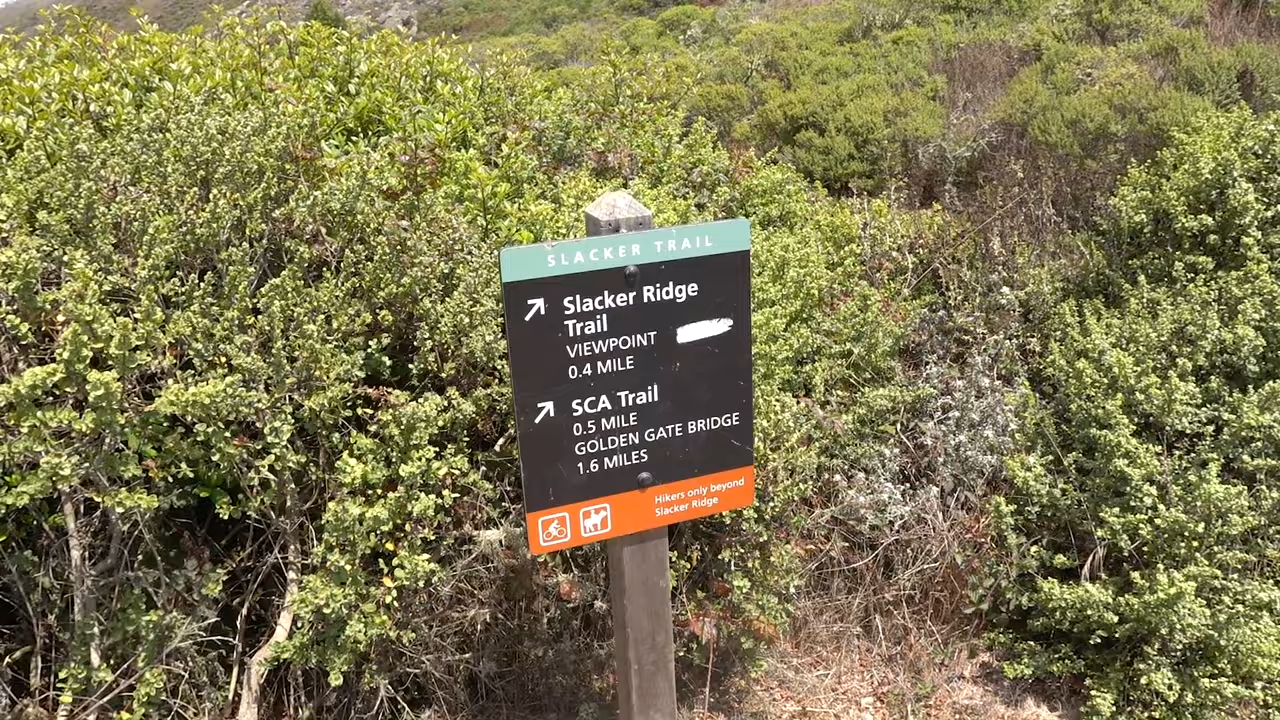 SLACKER TRAIL
Slacker Ridge
Trail
VIEWPOINT
0.4 MILE
SCA Trail
0.5 MILE
GOLDEN GATE BRIDGE
1.6 MILES
Hikers only beyond
Slacker Ridge